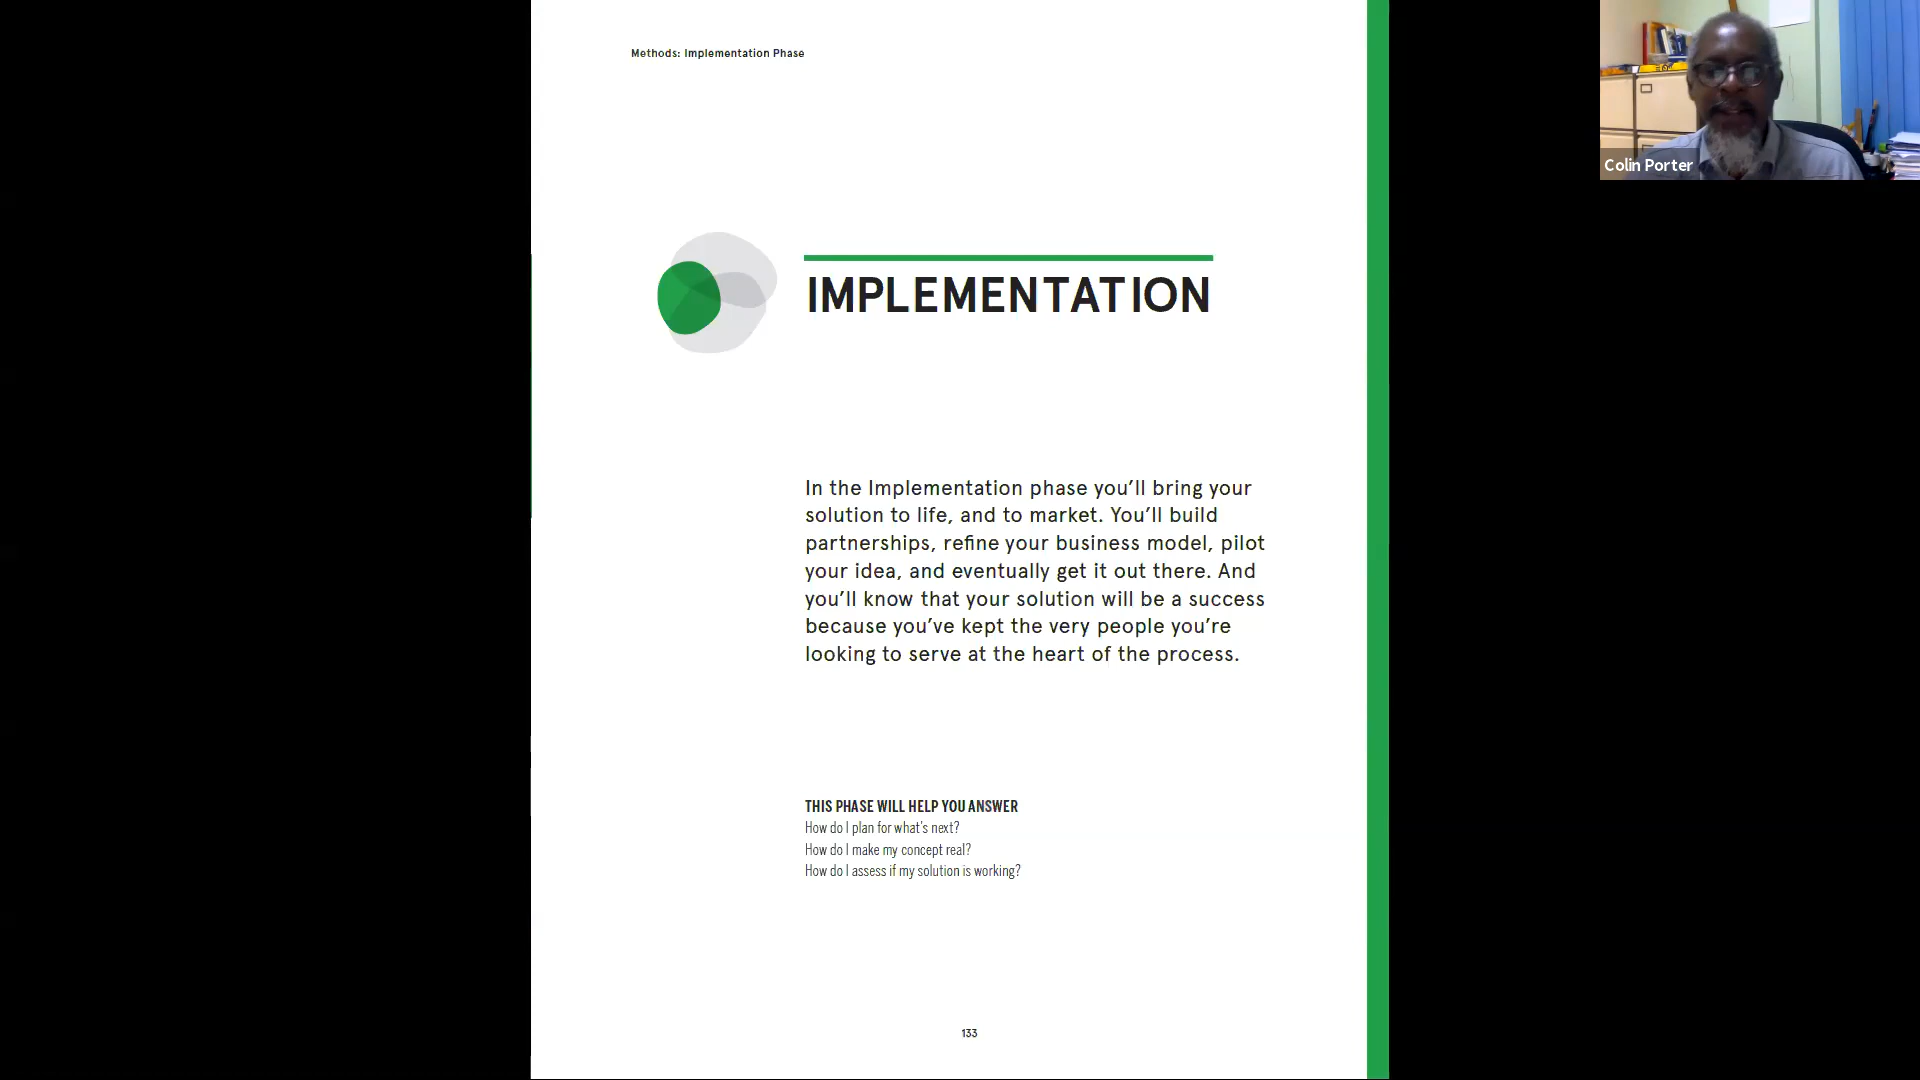 Methods: Implementation Phase
Colin Porter
IMPLEMENTATION
In the Implementation phase you’ll bring your
solution to life, and to market. You’ll build
partnerships, refine your business model, pilot
your idea, and eventually get it out there. And
you’ll know that your solution will be a success
because you’ve kept the very people you’re
looking to serve at the heart of the process.
THIS PHASE WILL HELP YOU ANSWER
How do I plan for what’s next?
How do I make my concept real?
How do I assess if my solution is working?
133